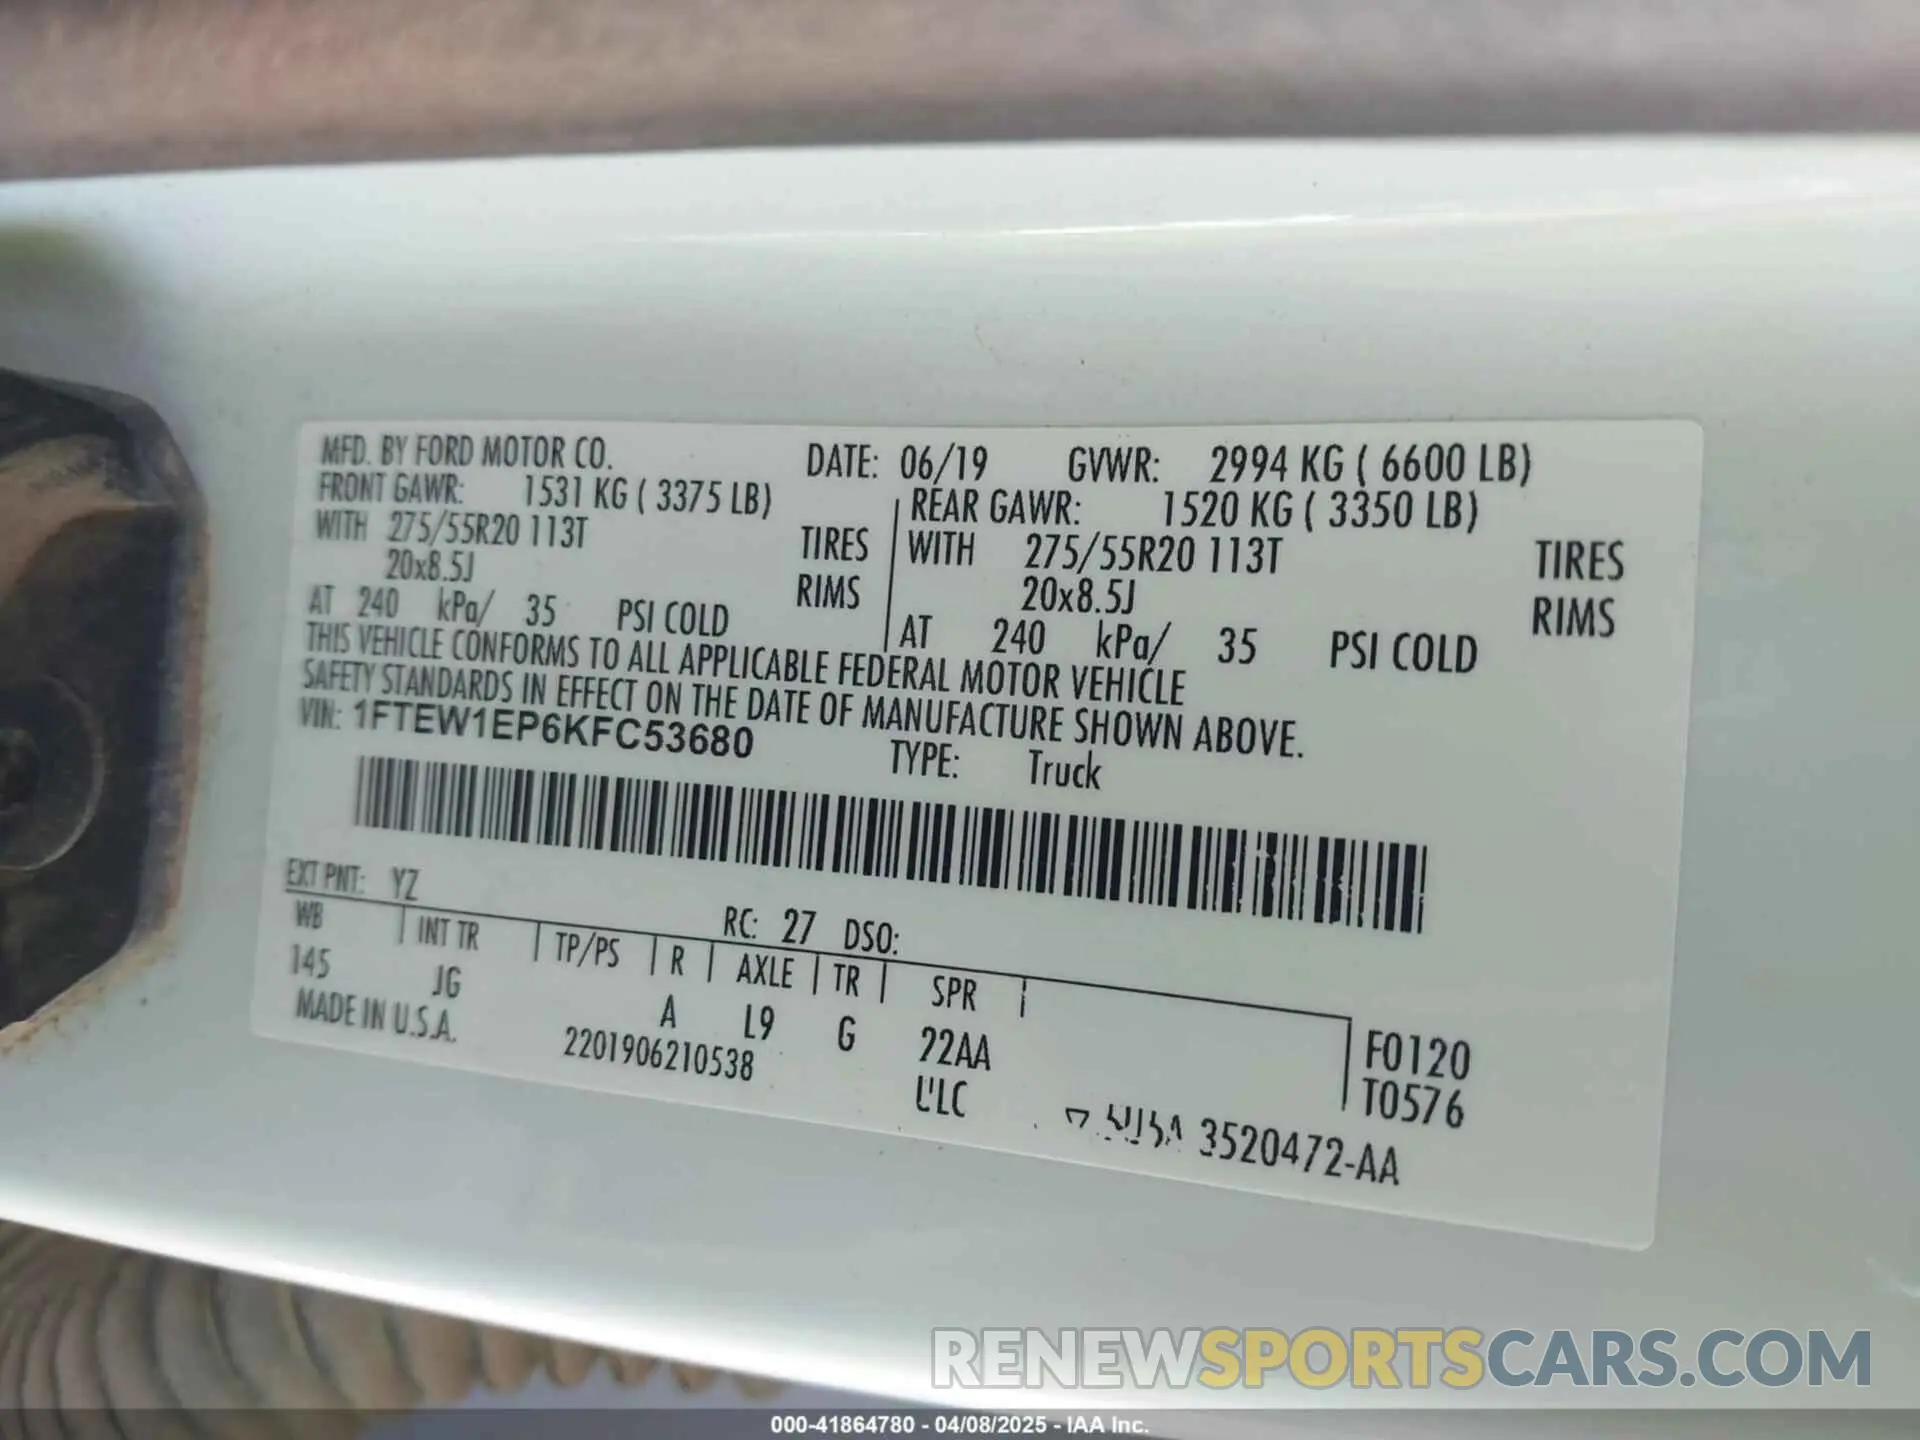 MFD. BY FORD MOTOR CO. DATE: 06/19 GVWR: 2994 KG ( 6600 LB)
FRONT GAWR: 1531 KG ( 3375 LB) REAR GAWR: 1520 KG ( 3350 LB)
WITH 275/55R20 113T TIRES WITH 275/55R20 113T TIRES
20x8.5J RIMS 20x8.5J RIMS
AT 240 kPa/ 35 PSI COLD AT 240 kPa/ 35 PSI COLD
THIS VEHICLE CONFORMS TO ALL APPLICABLE FEDERAL MOTOR VEHICLE
SAFETY STANDARDS IN EFFECT ON THE DATE OF MANUFACTURE SHOWN ABOVE.
VIN: 1FTEW1EP6KFC53680 TYPE: Truck
EXT PNT: YZ RC: 27 DSO:
WB INT TR TP/PS R AXLE TR SPR
145 JG A L9 G 22AA F0120
MADE IN U.S.A. 2201906210538 T0576
3520472-AA
RENEWSPORTSCARS.COM
000-41864780 - 04/08/2025 - IAA Inc.